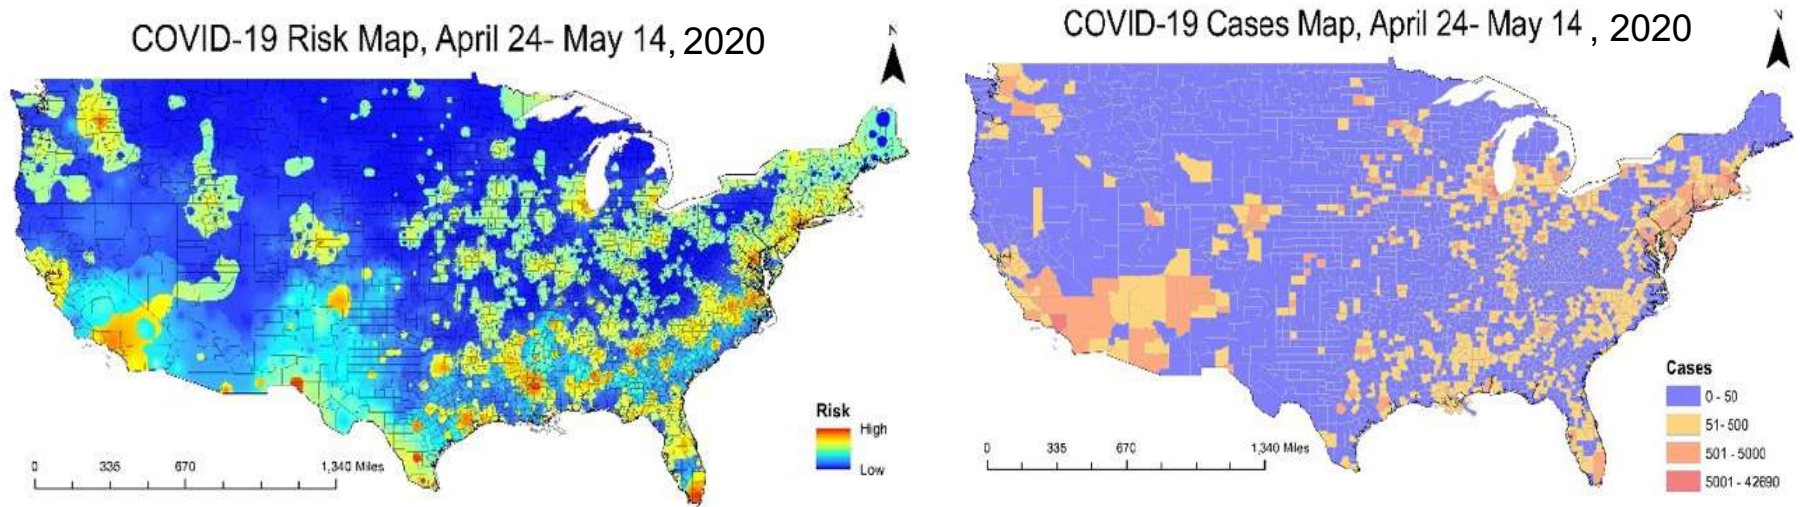 COVID-19 Risk Map, April 24- May 14, 2020
N
Risk
High
Low
0 335 670 1,340 Miles
COVID-19 Cases Map, April 24- May 14 , 2020
N
Cases
0 - 50
51- 500
501 - 5000
5001 - 42690
0 335 670 1,340 Miles